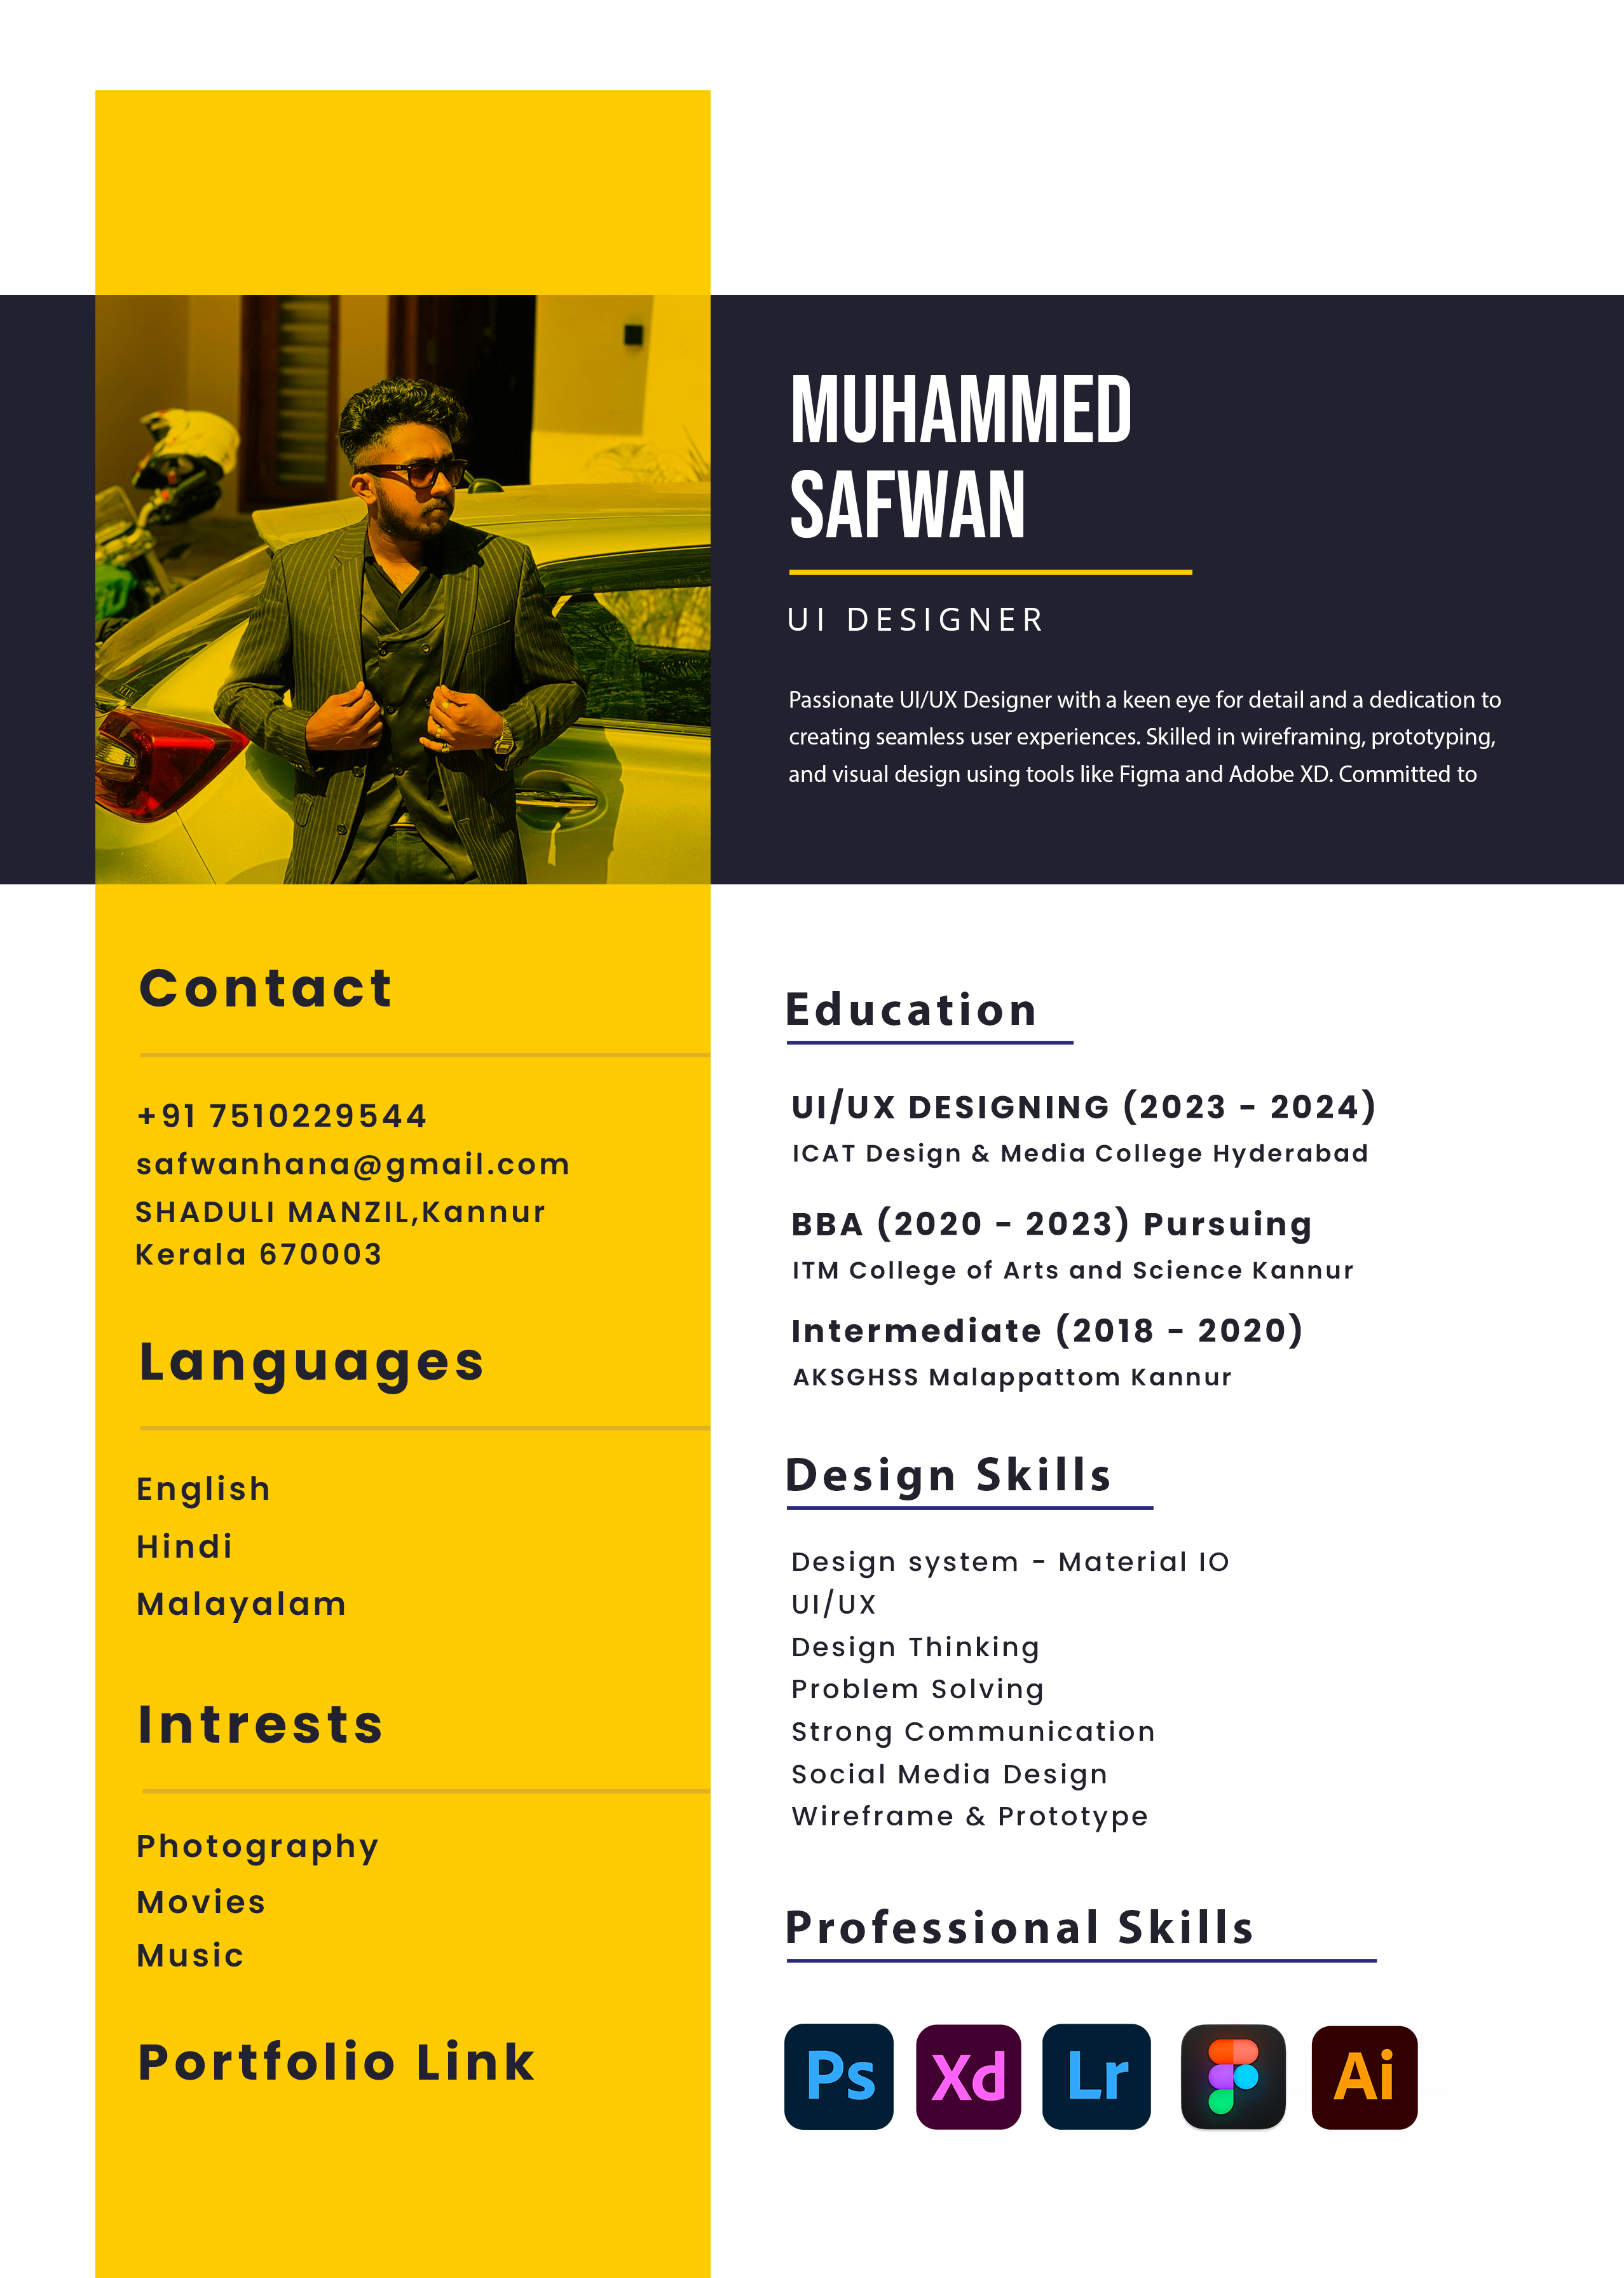 MUHAMMED
SAFWAN
UI DESIGNER
Passionate UI/UX Designer with a keen eye for detail and a dedication to
creating seamless user experiences. Skilled in wireframing, prototyping,
and visual design using tools like Figma and Adobe XD. Committed to
Contact
+91 7510229544
safwanhana@gmail.com
SHADULI MANZIL,Kannur
Kerala 670003
Languages
English
Hindi
Malayalam
Intrests
Photography
Movies
Music
Portfolio Link
Education
UI/UX DESIGNING (2023 - 2024)
ICAT Design & Media College Hyderabad
BBA (2020 - 2023) Pursuing
ITM College of Arts and Science Kannur
Intermediate (2018 - 2020)
AKSGHSS Malappattom Kannur
Design Skills
Design system - Material IO
UI/UX
Design Thinking
Problem Solving
Strong Communication
Social Media Design
Wireframe & Prototype
Professional Skills
Ps Xd Lr Ai